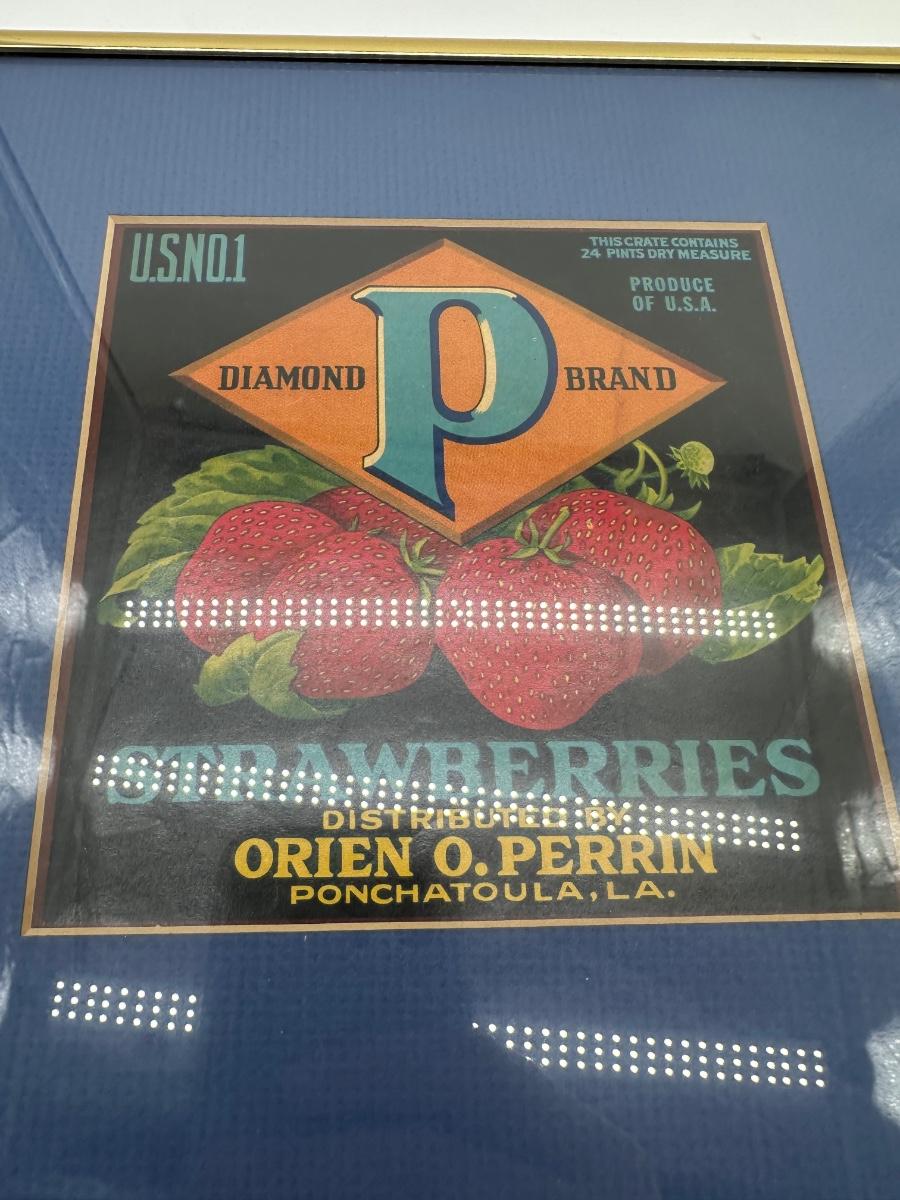 U.S.NO.1
THIS CRATE CONTAINS
24 PINTS DRY MEASURE
PRODUCE
OF U.S.A.
DIAMOND P BRAND
STRAWBERRIES
DISTRIBUTED BY
ORIEN O. PERRIN
PONCHATOULA, LA.